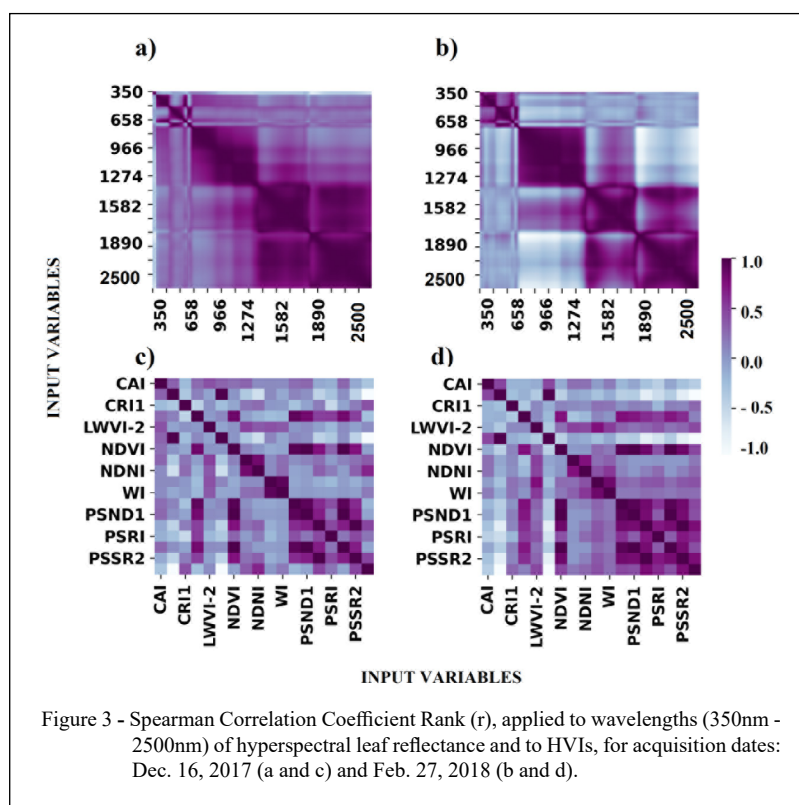 a)
b)
350
658
966
1274
1582
1890
2500
350
658
966
1274
1582
1890
2500
350
658
966
1274
1582
1890
2500
350
658
966
1274
1582
1890
2500
1.0
0.5
0.0
- 0.5
-1.0
INPUT VARIABLES
c)
d)
CAI
CRI1
LWVI-2
NDVI
NDNI
WI
PSND1
PSRI
PSSR2
CAI
CRI1
LWVI-2
NDVI
NDNI
WI
PSND1
PSRI
PSSR2
CAI
CRI1
LWVI-2
NDVI
NDNI
WI
PSND1
PSRI
PSSR2
CAI
CRI1
LWVI-2
NDVI
NDNI
WI
PSND1
PSRI
PSSR2
INPUT VARIABLES
Figure 3 - Spearman Correlation Coefficient Rank (r), applied to wavelengths (350nm -
2500nm) of hyperspectral leaf reflectance and to HVIs, for acquisition dates:
Dec. 16, 2017 (a and c) and Feb. 27, 2018 (b and d).